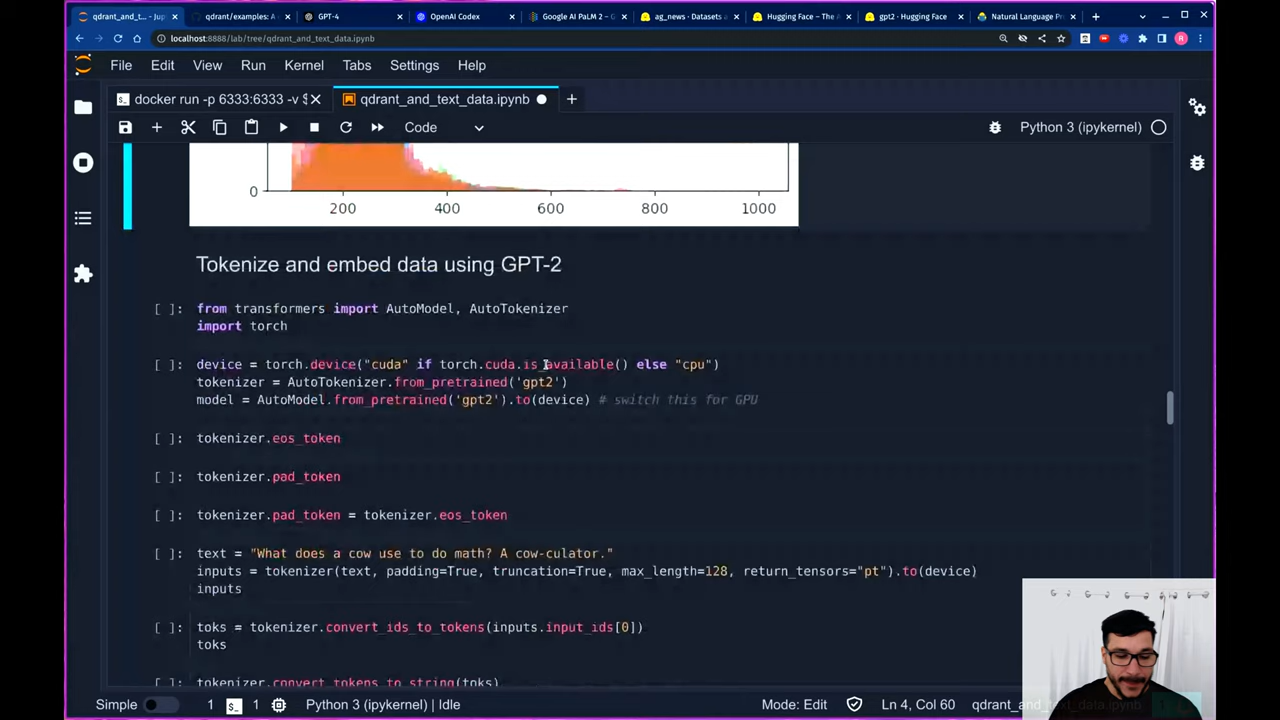 qdrant_and_t
qdrant/examples: A
GPT-4
OpenAI Codex
Google AI PaLM 2 –
ag_news · Datasets a
Hugging Face – The A
gpt2 · Hugging Face
Natural Language Pro
localhost:8888/lab/tree/qdrant_and_text_data.ipynb
File Edit View Run Kernel Tabs Settings Help
docker run -p 6333:6333 -v $
qdrant_and_text_data.ipynb
Code
Python 3 (ipykernel)
0
200 400 600 800 1000
Tokenize and embed data using GPT-2
[ ]: from transformers import AutoModel, AutoTokenizer
import torch
[ ]: device = torch.device("cuda" if torch.cuda.is_available() else "cpu")
tokenizer = AutoTokenizer.from_pretrained('gpt2')
model = AutoModel.from_pretrained('gpt2').to(device) # switch this for GPU
[ ]: tokenizer.eos_token
[ ]: tokenizer.pad_token
[ ]: tokenizer.pad_token = tokenizer.eos_token
[ ]: text = "What does a cow use to do math? A cow-culator."
inputs = tokenizer(text, padding=True, truncation=True, max_length=128, return_tensors="pt").to(device)
inputs
[ ]: toks = tokenizer.convert_ids_to_tokens(inputs.input_ids[0])
toks
[ ]: tokenizer.convert_tokens_to_string(toks)
Simple 1 1 Python 3 (ipykernel) | Idle Mode: Edit Ln 4, Col 60 qdrant_and_text_data.ipynb